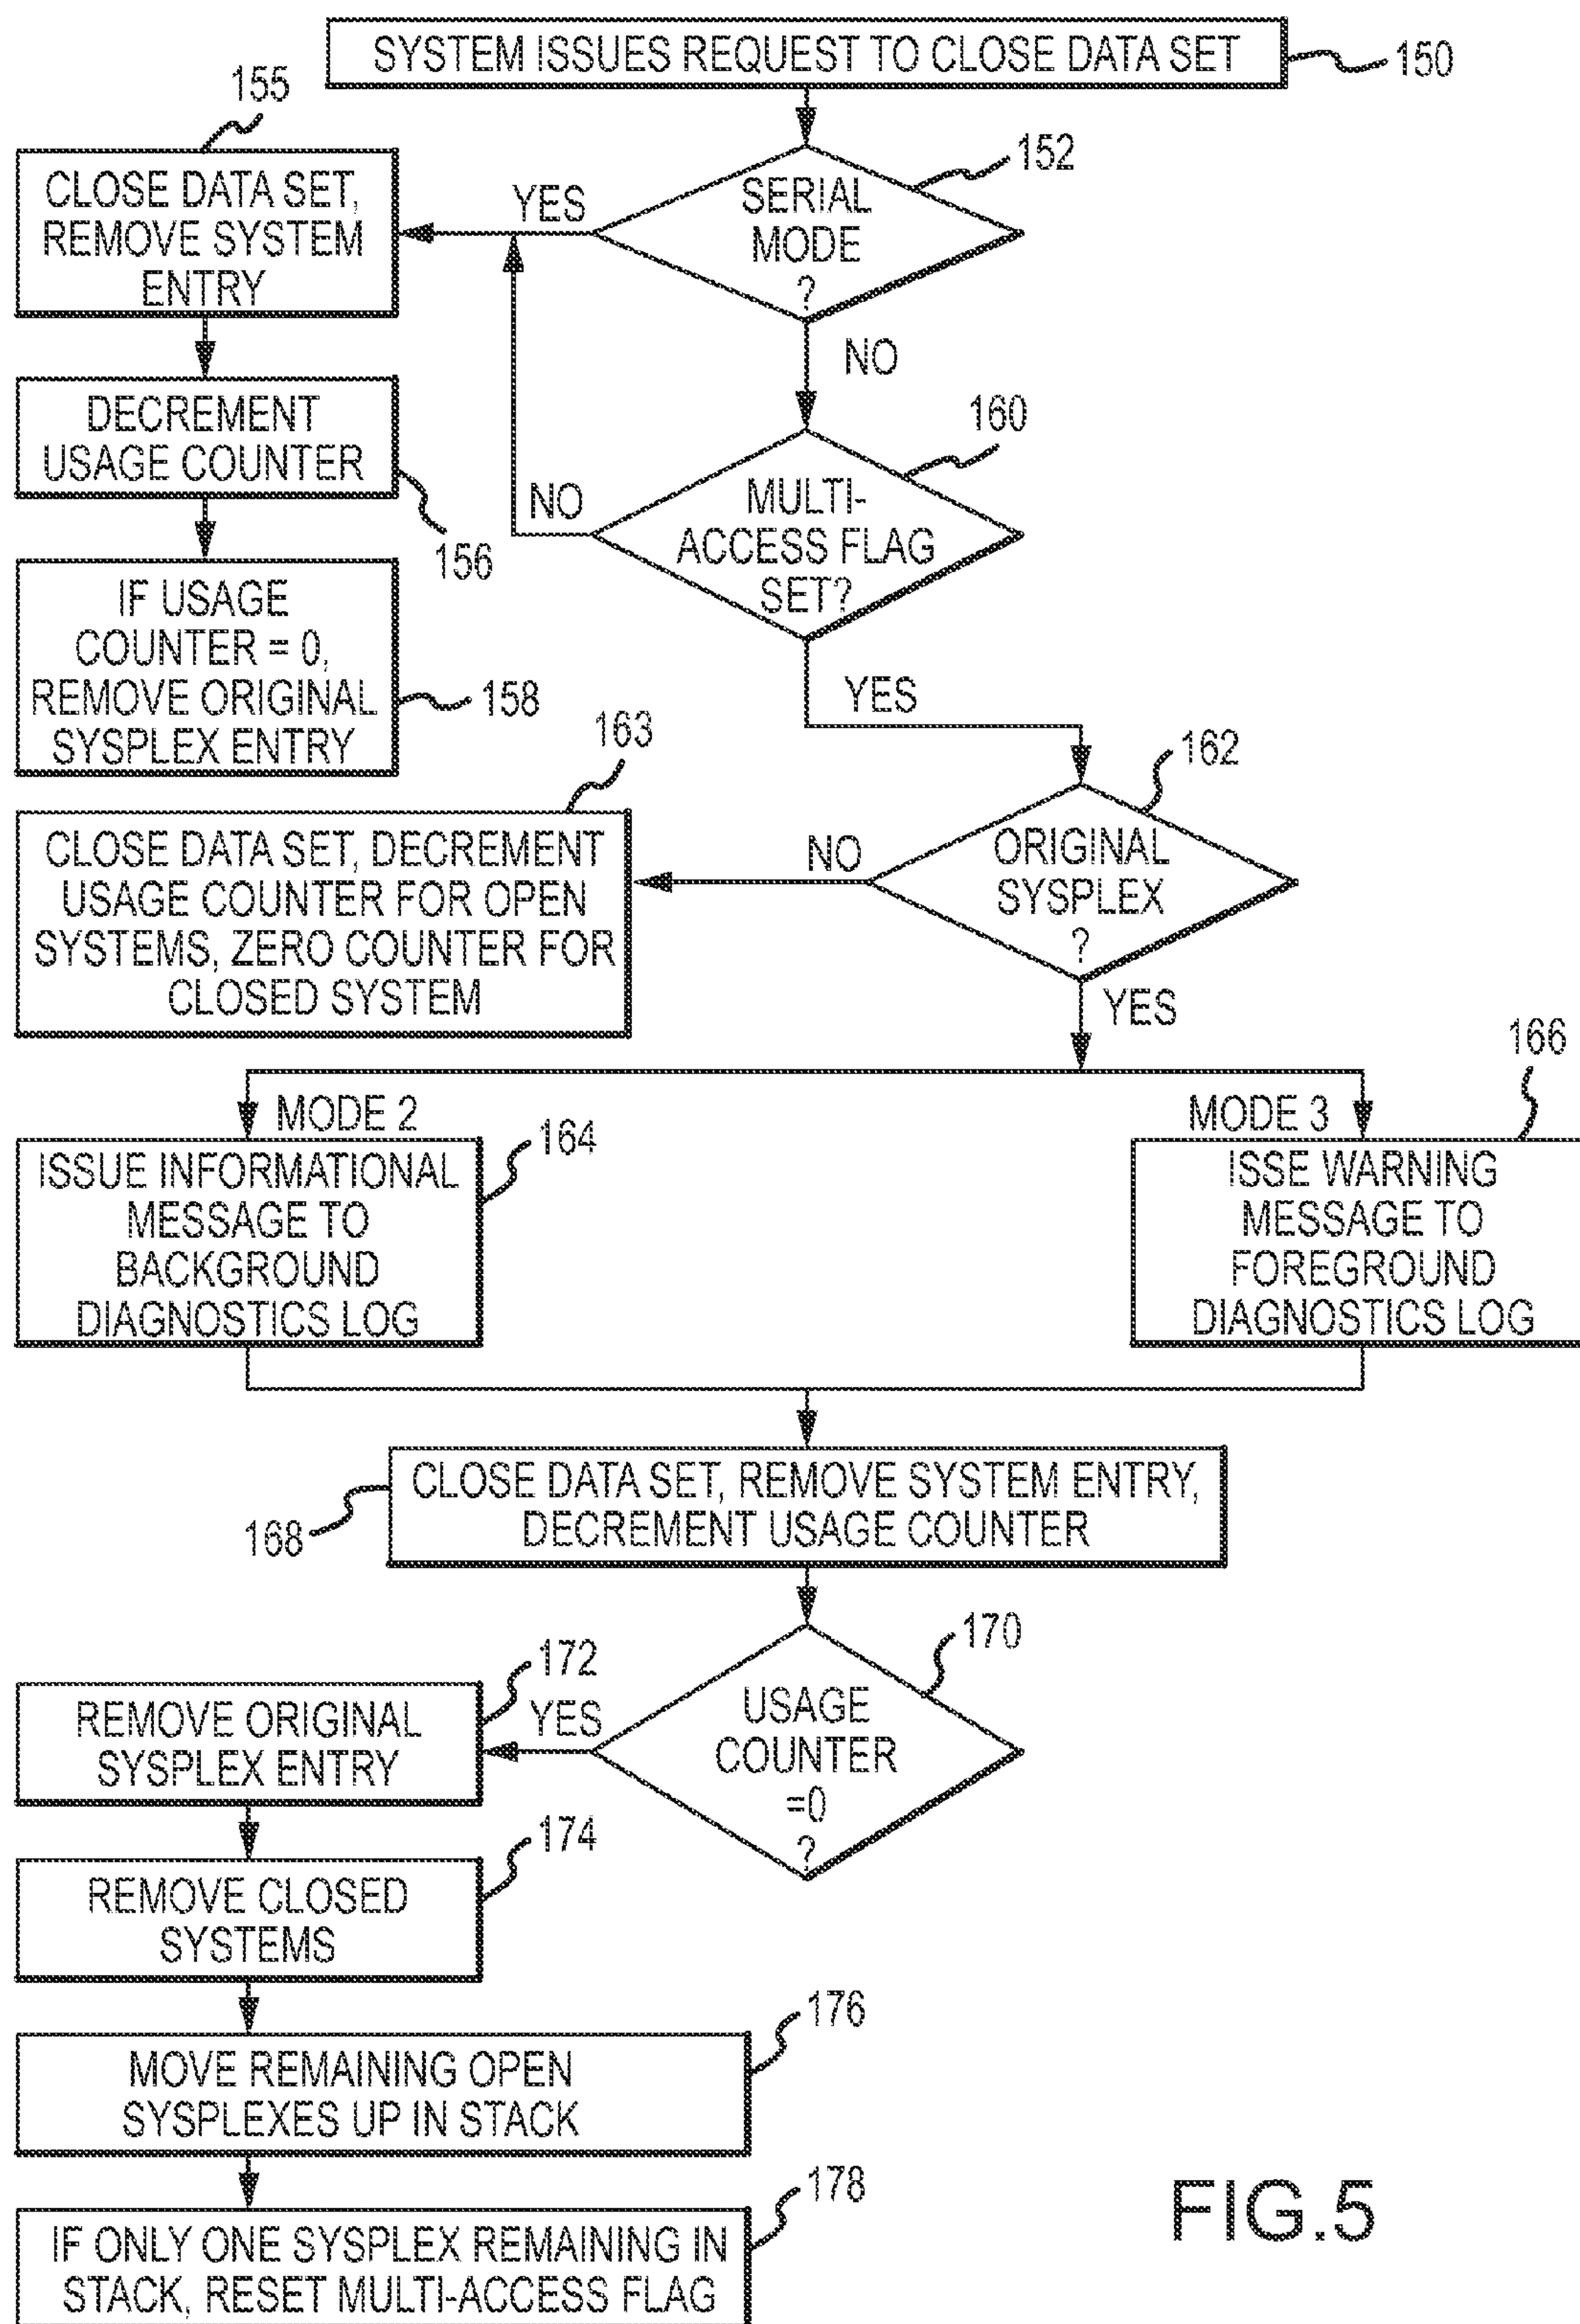 SYSTEM ISSUES REQUEST TO CLOSE DATA SET
150
155
152
CLOSE DATA SET,
REMOVE SYSTEM
ENTRY
YES
SERIAL
MODE
?
NO
DECREMENT
USAGE COUNTER
156
160
NO
MULTI-
ACCESS FLAG
SET?
IF USAGE
COUNTER = 0,
REMOVE ORIGINAL
SYSPLEX ENTRY
158
YES
163
162
CLOSE DATA SET, DECREMENT
USAGE COUNTER FOR OPEN
SYSTEMS, ZERO COUNTER FOR
CLOSED SYSTEM
NO
ORIGINAL
SYSPLEX
?
YES
166
MODE 2
164
MODE 3
ISSUE INFORMATIONAL
MESSAGE TO
BACKGROUND
DIAGNOSTICS LOG
ISSE WARNING
MESSAGE TO
FOREGROUND
DIAGNOSTICS LOG
CLOSE DATA SET, REMOVE SYSTEM ENTRY,
DECREMENT USAGE COUNTER
168
170
172
REMOVE ORIGINAL
SYSPLEX ENTRY
YES
USAGE
COUNTER
=0
?
174
REMOVE CLOSED
SYSTEMS
176
MOVE REMAINING OPEN
SYSPLEXES UP IN STACK
178
IF ONLY ONE SYSPLEX REMAINING IN
STACK, RESET MULTI-ACCESS FLAG
FIG.5